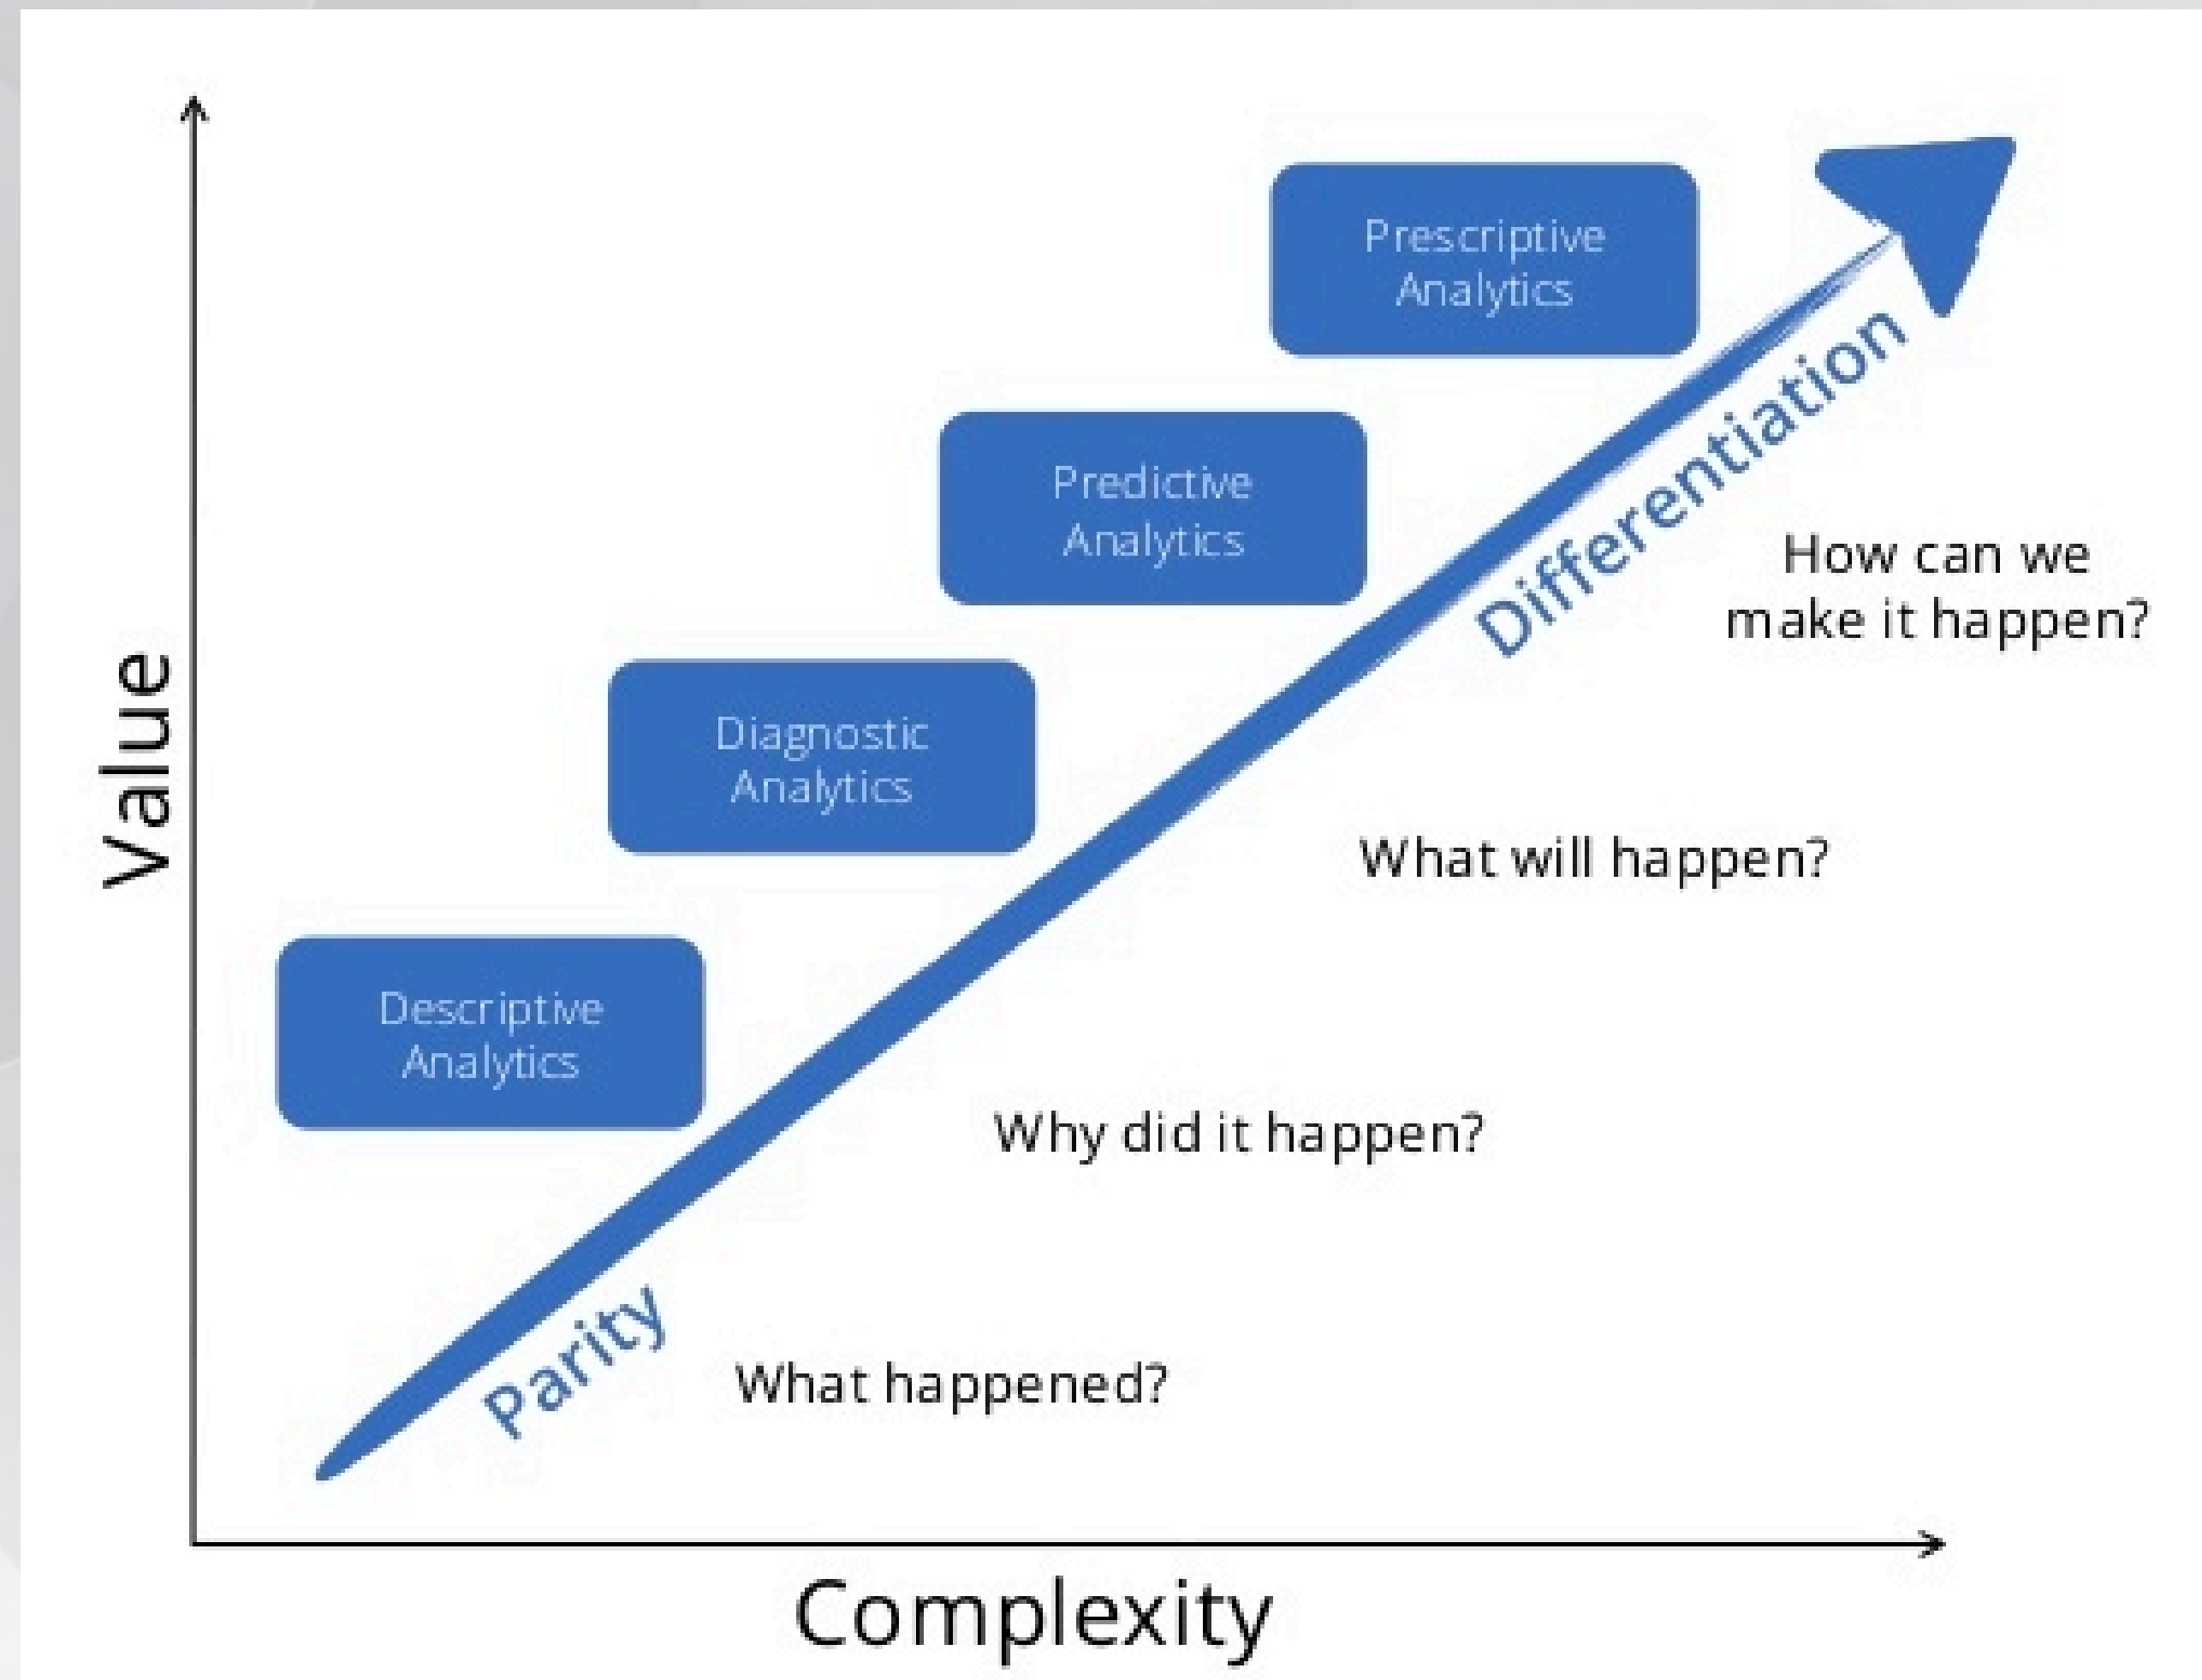 Prescriptive
Analytics
Differentiation
Predictive
Analytics
How can we
make it happen?
Value
Diagnostic
Analytics
What will happen?
Descriptive
Analytics
Why did it happen?
Parity
What happened?
Complexity